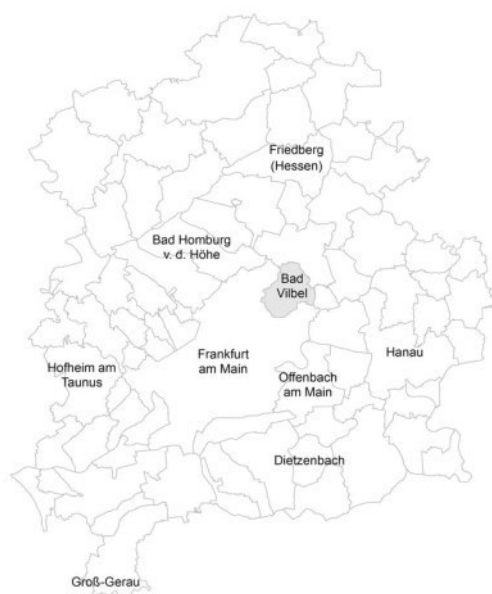 Friedberg
(Hessen)
Bad Homburg
v. d. Höhe
Bad
Vilbel
Frankfurt
am Main
Hanau
Hofheim am
Taunus
Offenbach
am Main
Dietzenbach
Groß-Gerau